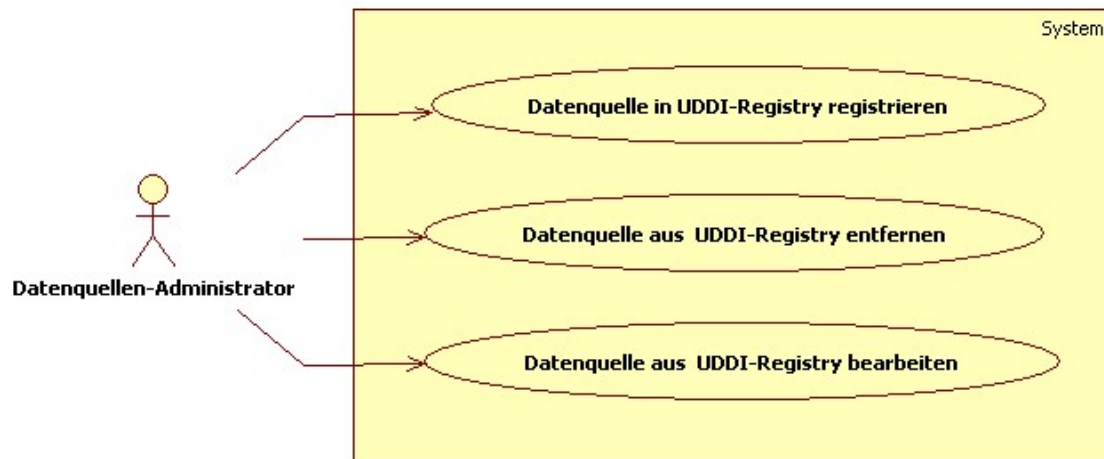 System
Datenquelle in UDDI-Registry registrieren
Datenquelle aus UDDI-Registry entfernen
Datenquellen-Administrator
Datenquelle aus UDDI-Registry bearbeiten